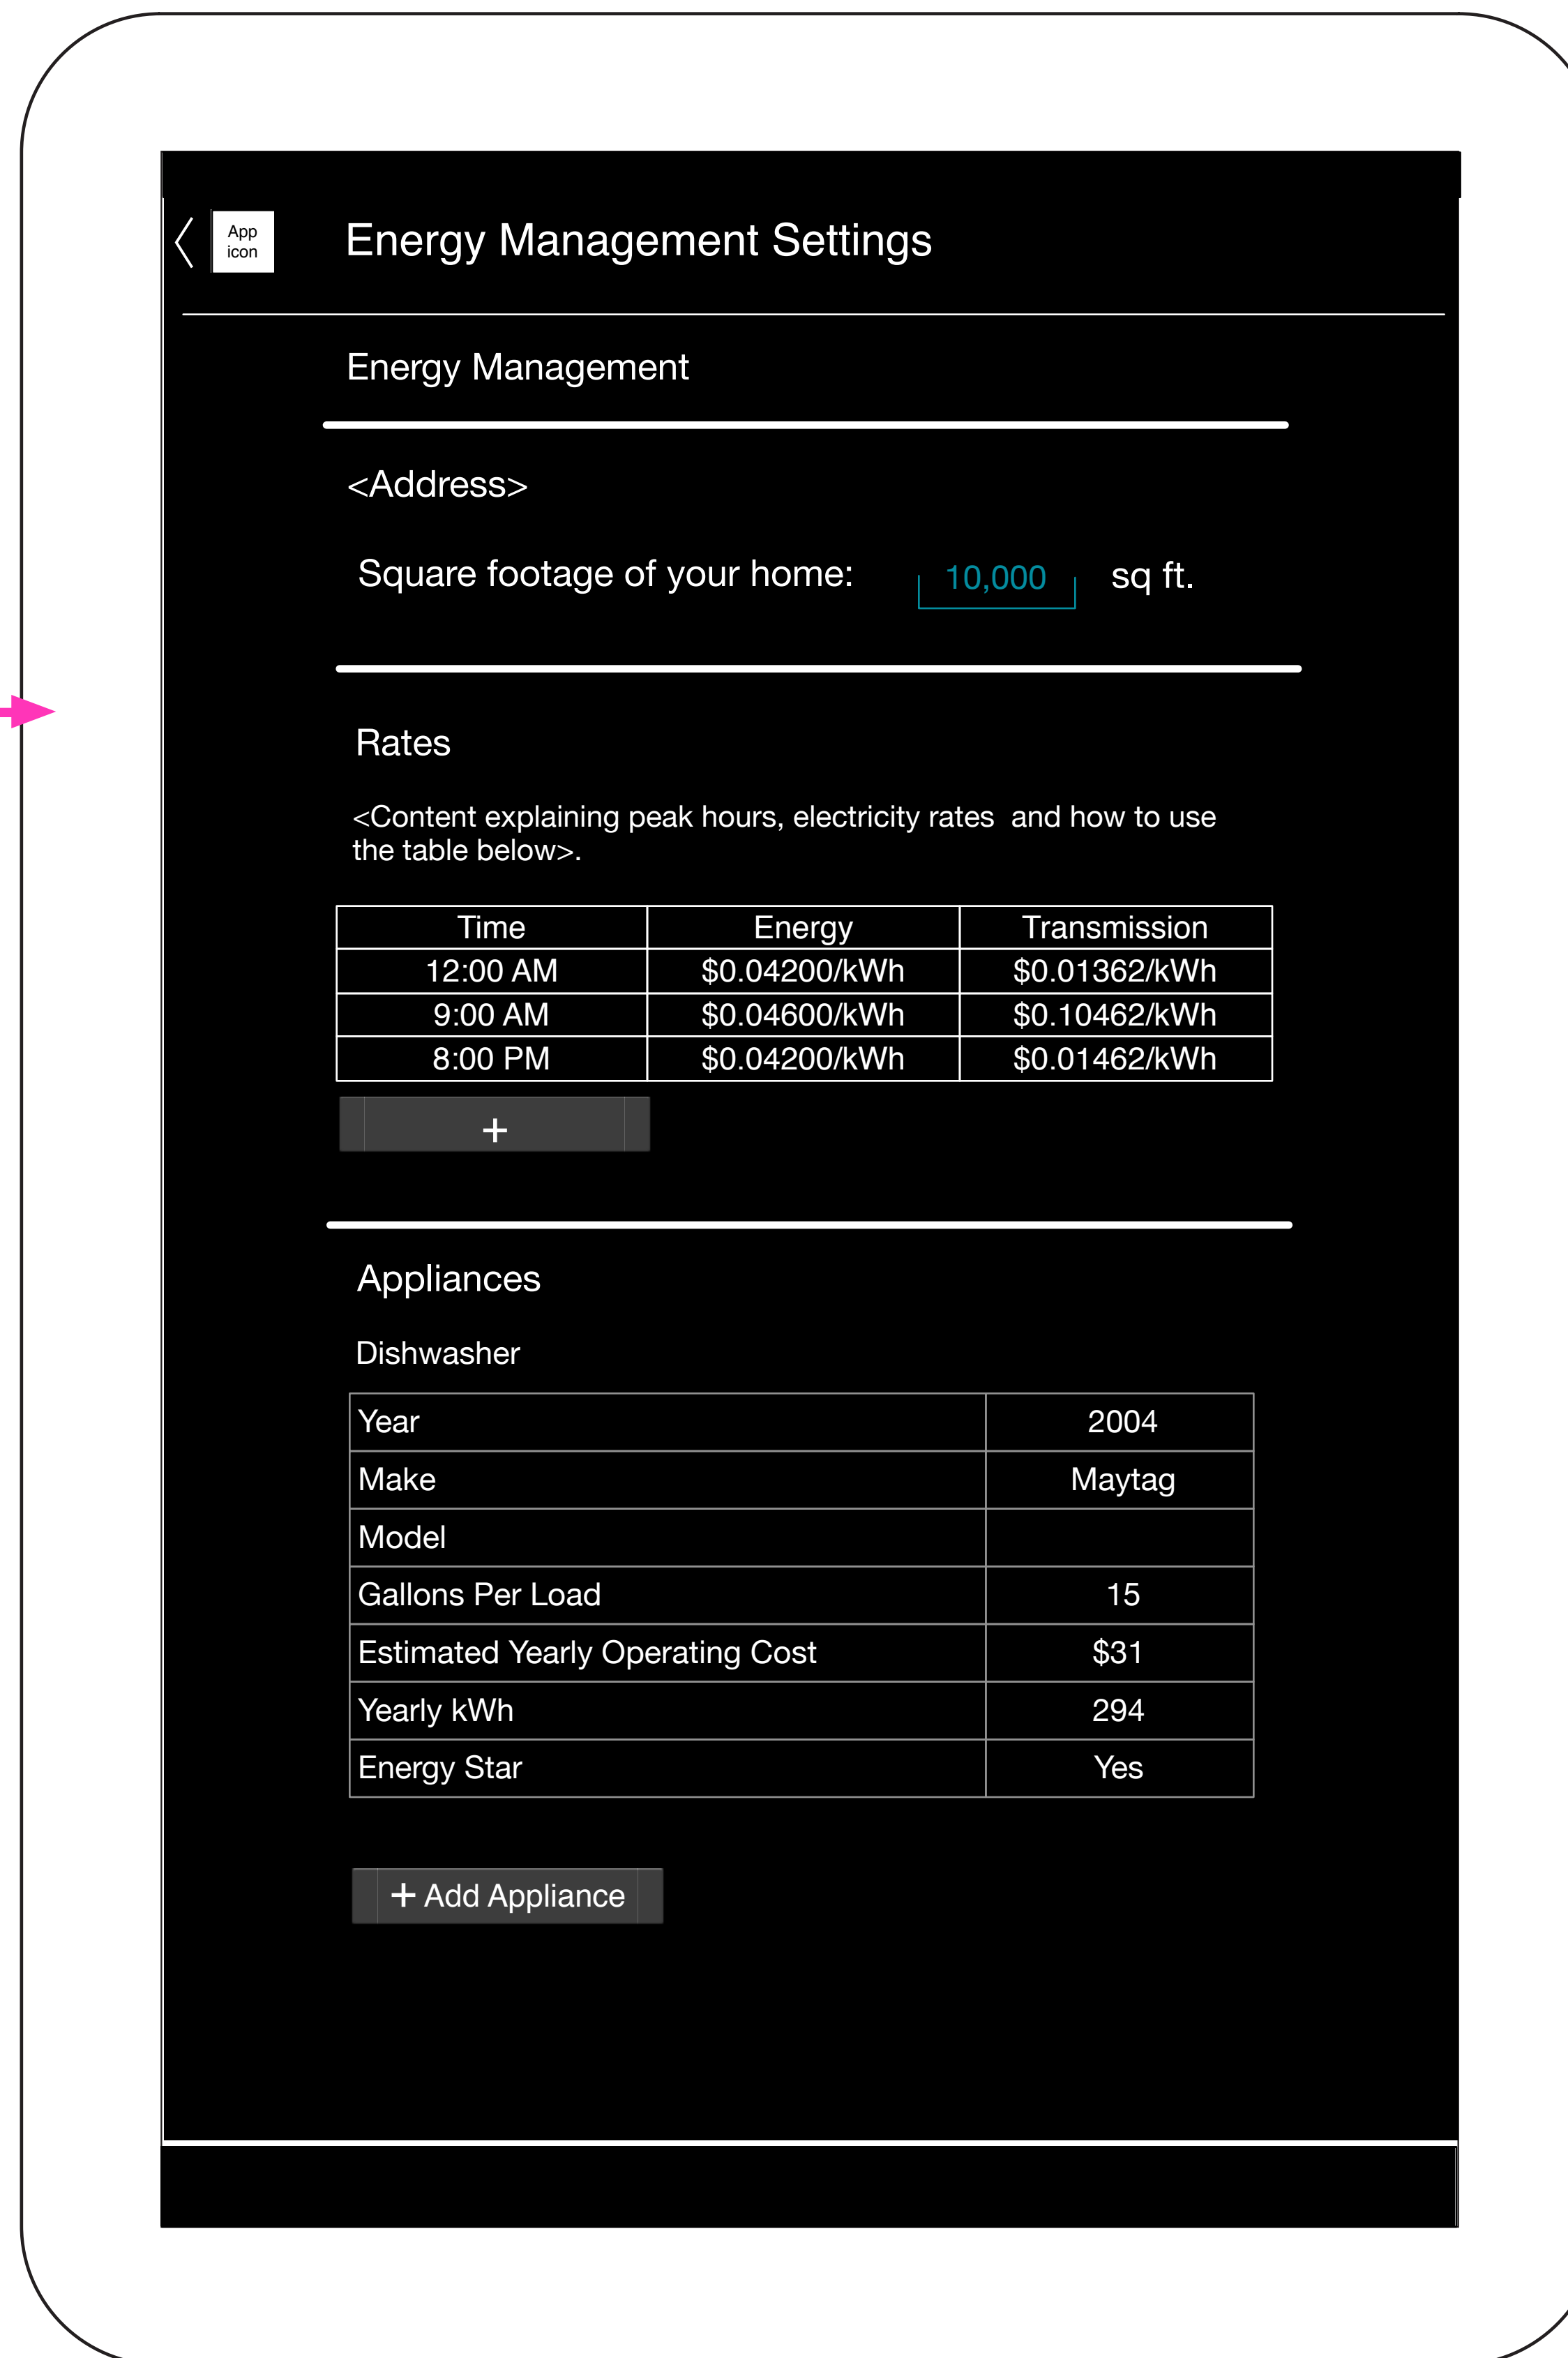 App
icon
Energy Management Settings
Energy Management
<Address>
Square footage of your home: 10,000 sq ft.
Rates
<Content explaining peak hours, electricity rates  and how to use
the table below>.
Time Energy Transmission
12:00 AM $0.04200/kWh $0.01362/kWh
9:00 AM $0.04600/kWh $0.10462/kWh
8:00 PM $0.04200/kWh $0.01462/kWh
+
Appliances
Dishwasher
Year 2004
Make Maytag
Model
Gallons Per Load 15
Estimated Yearly Operating Cost $31
Yearly kWh 294
Energy Star Yes
+ Add Appliance